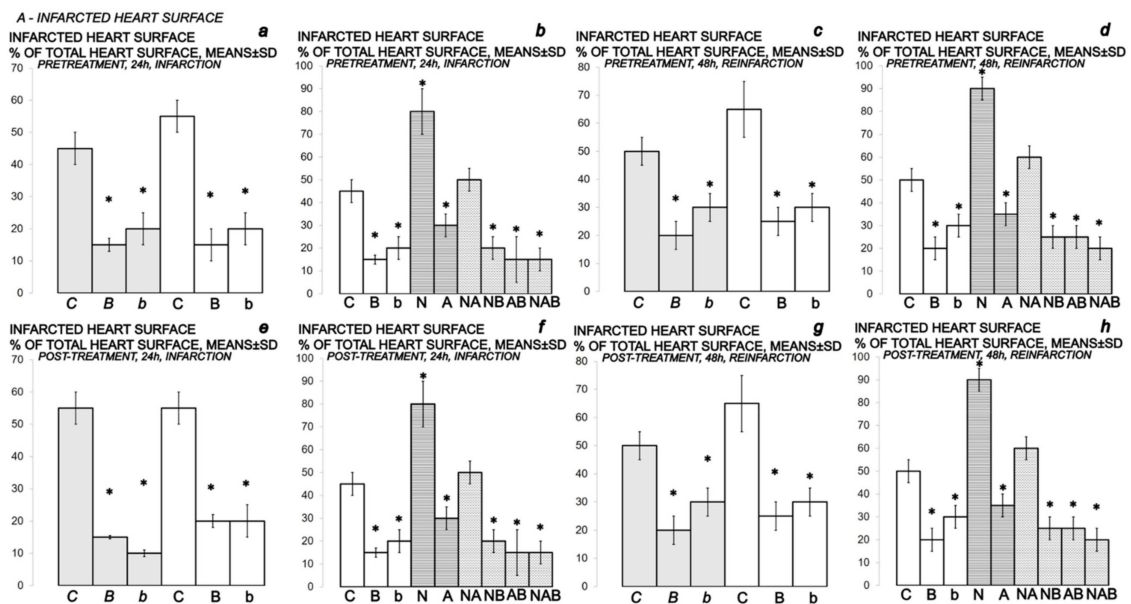 A - INFARCTED HEART SURFACE
a
INFARCTED HEART SURFACE
% OF TOTAL HEART SURFACE, MEANS±SD
PRETREATMENT, 24h, INFARCTION
70
60
50
40
30
20
10
0
* * * *
C B b C B b
b
INFARCTED HEART SURFACE
% OF TOTAL HEART SURFACE, MEANS±SD
PRETREATMENT, 24h, INFARCTION
100
90
80
70
60
50
40
30
20
10
0
* * * * * * *
C B b N A NA NB AB NAB
c
INFARCTED HEART SURFACE
% OF TOTAL HEART SURFACE, MEANS±SD
PRETREATMENT, 48h, REINFARCTION
80
70
60
50
40
30
20
10
0
* * * *
C B b C B b
d
INFARCTED HEART SURFACE
% OF TOTAL HEART SURFACE, MEANS±SD
PRETREATMENT, 48h, REINFARCTION
100
90
80
70
60
50
40
30
20
10
0
* * * * * * *
C B b N A NA NB AB NAB
e
INFARCTED HEART SURFACE
% OF TOTAL HEART SURFACE, MEANS±SD
POST-TREATMENT, 24h, INFARCTION
70
60
50
40
30
20
10
0
* * * *
C B b C B b
f
INFARCTED HEART SURFACE
% OF TOTAL HEART SURFACE, MEANS±SD
POST-TREATMENT, 24h, INFARCTION
100
90
80
70
60
50
40
30
20
10
0
* * * * * * *
C B b N A NA NB AB NAB
g
INFARCTED HEART SURFACE
% OF TOTAL HEART SURFACE, MEANS±SD
POST-TREATMENT, 48h, REINFARCTION
80
70
60
50
40
30
20
10
0
* * * *
C B b C B b
h
INFARCTED HEART SURFACE
% OF TOTAL HEART SURFACE, MEANS±SD
POST-TREATMENT, 48h, REINFARCTION
100
90
80
70
60
50
40
30
20
10
0
* * * * * * *
C B b N A NA NB AB NAB